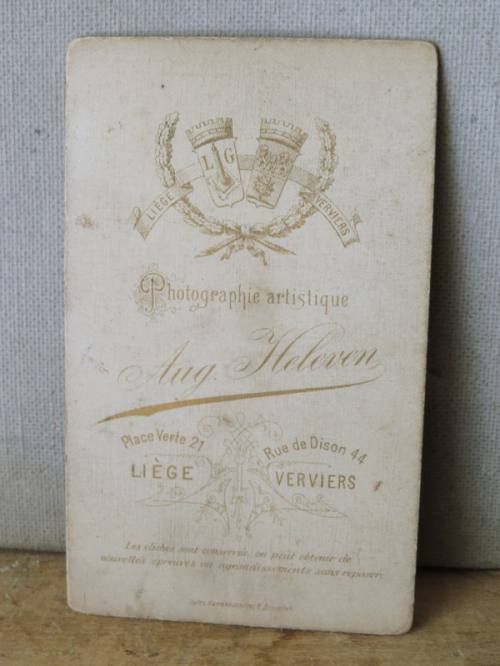 L G
LIÈGE
VERVIERS
Photographie artistique
Aug. Heleven
Place Verte 21
Rue de Dison 44
LIÈGE
VERVIERS
Les clichés sont conservés, on peut obtenir de
nouvelles épreuves ou agrandissements sans reposer.